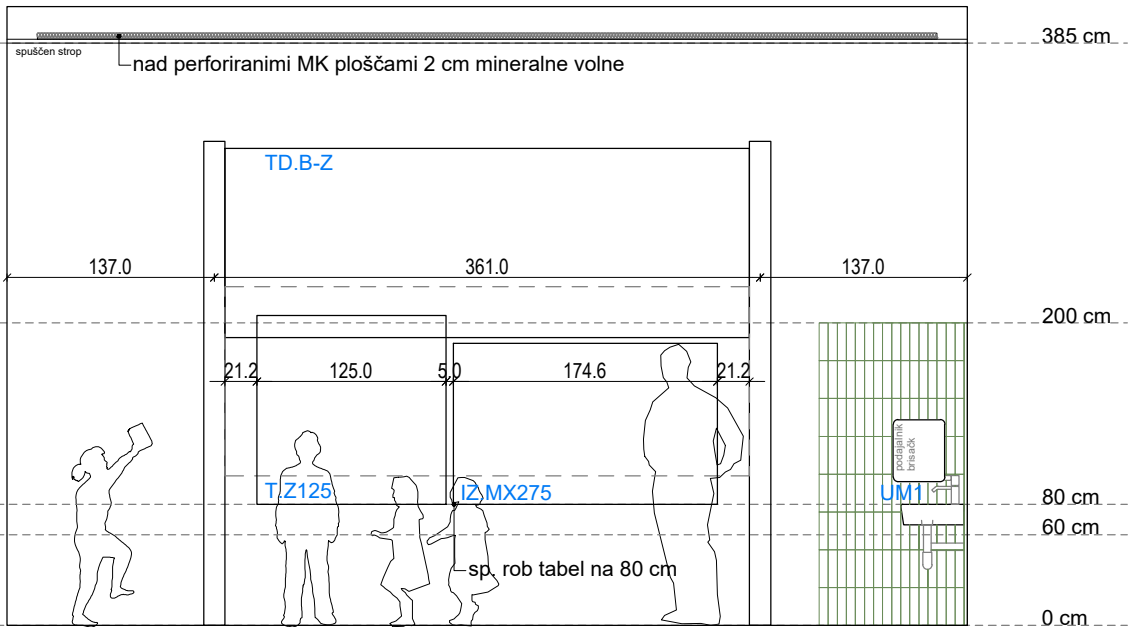 385 cm
spuščen strop
nad perforiranimi MK ploščami 2 cm mineralne volne
TD.B-Z
137.0
361.0
137.0
200 cm
21.2
125.0
5.0
174.6
21.2
podajalnik
brisačk
T.Z125
IZ.MX275
UM1
80 cm
60 cm
sp. rob tabel na 80 cm
0 cm